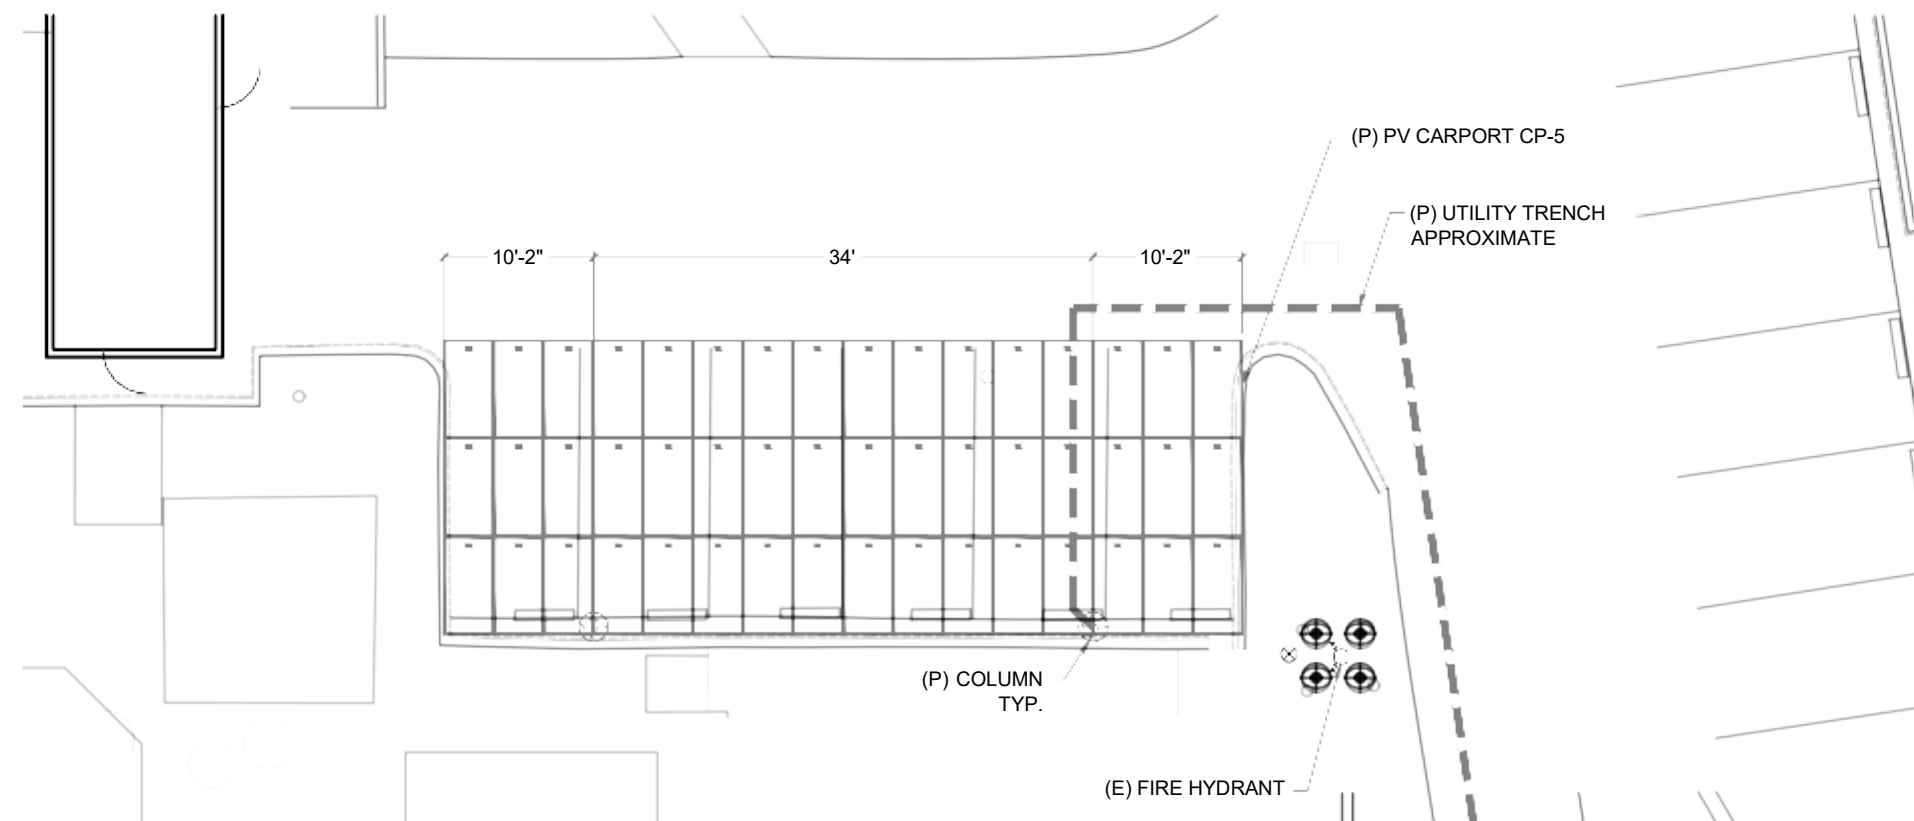 (P) PV CARPORT CP-5
(P) UTILITY TRENCH
APPROXIMATE
10'-2"
34'
10'-2"
(P) COLUMN
TYP.
(E) FIRE HYDRANT